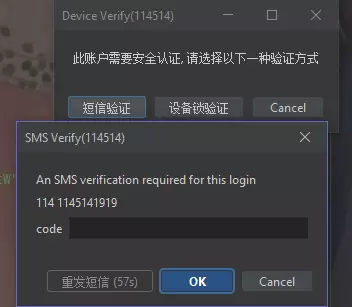 Device Verify(114514)
此账户需要安全认证,请选择以下一种验证方式
短信验证 设备锁验证 Cancel
SMS Verify(114514)
An SMS verification required for this login
114 1145141919
code
重发短信 (57s) OK Cancel